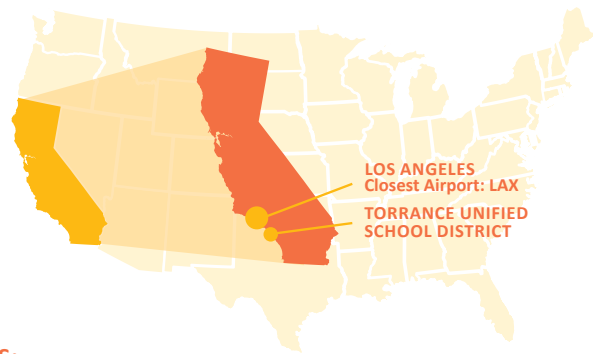 LOS ANGELES
Closest Airport: LAX
TORRANCE UNIFIED
SCHOOL DISTRICT